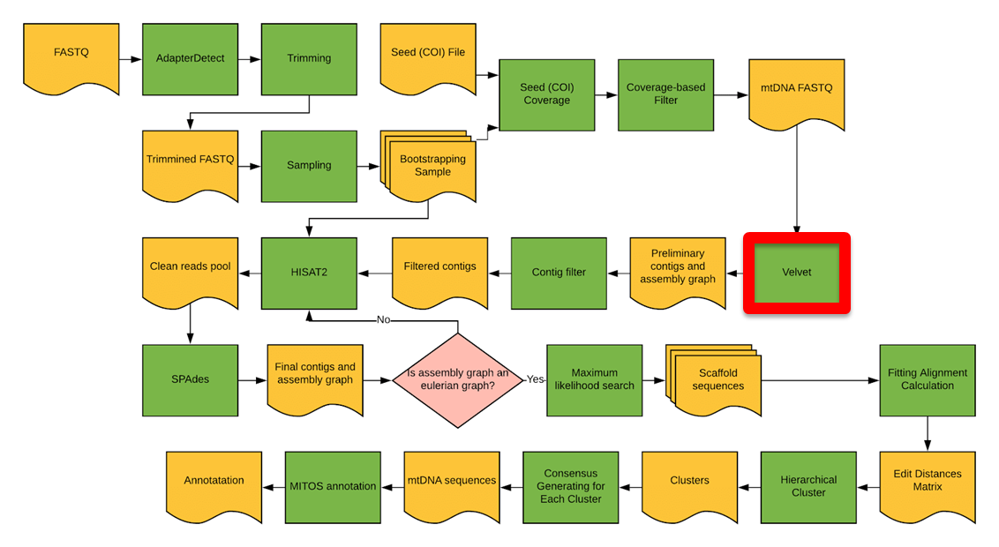 FASTQ
AdapterDetect
Trimming
Seed (COI) File
Seed (COI)
Coverage
Coverage-based
Filter
mtDNA FASTQ
Trimmined FASTQ
Sampling
Bootstrapping
Sample
Clean reads pool
HISAT2
Filtered contigs
Contig filter
Preliminary
contigs and
assembly graph
Velvet
No
SPAdes
Final contigs and
assembly graph
Is assembly graph an
eulerian graph?
Yes
Maximum
likelihood search
Scaffold
sequences
Fitting Alignment
Calculation
Annotatation
MITOS annotation
mtDNA sequences
Consensus
Generating for
Each Cluster
Clusters
Hierarchical
Cluster
Edit Distances
Matrix